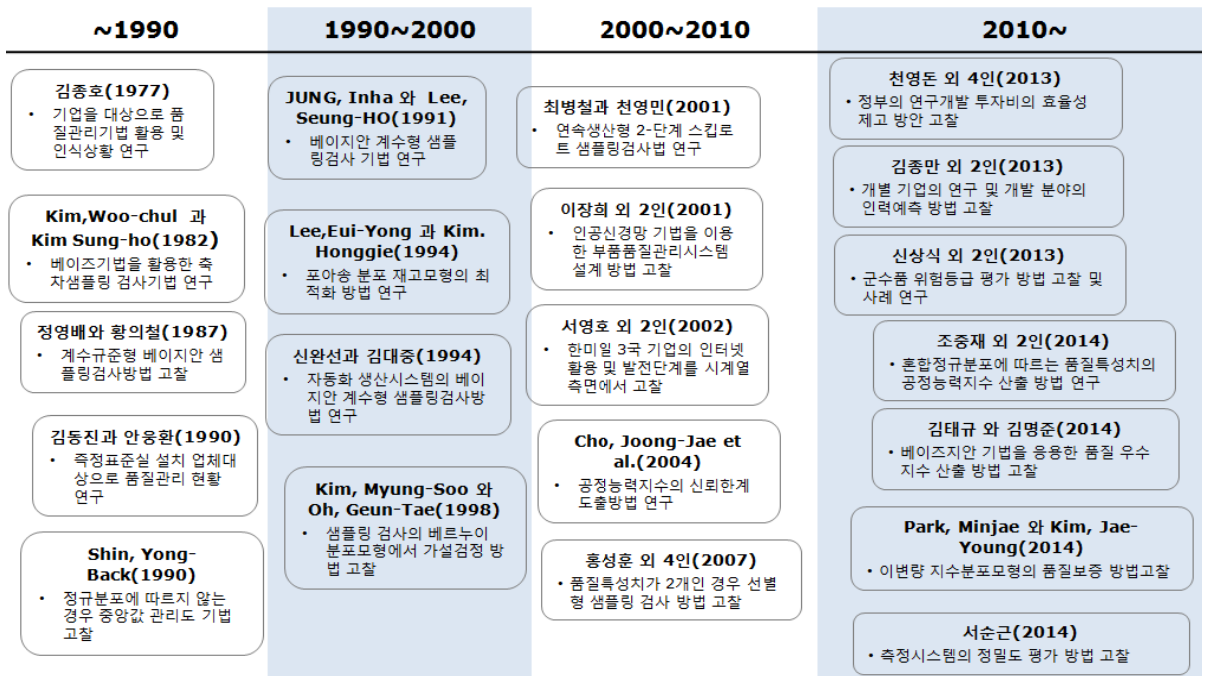 ~1990
김종호(1977)
• 기업을 대상으로 품
질관리기법 활용 및
인식상황 연구
Kim,Woo-chul 과
Kim Sung-ho(1982)
• 베이즈기법을 활용한 축
차샘플링 검사기법 연구
정영배와 황의철(1987)
• 계수규준형 베이지안 샘
플링검사방법 고찰
김동진과 안웅환(1990)
• 즉정표준실 설치 업체대
상으로 품질관리 현황
연구
Shin, Yong-
Back(1990)
• 정규분포에 따르지 않는
경우 중앙값 관리도 기법
고찰
1990~2000
JUNG, Inha 와 Lee,
Seung-HO(1991)
• 베이지안 계수형 샘플
링검사 기법 연구
Lee,Eui-Yong 과 Kim.
Honggie(1994)
• 포아송 분포 재고모형의 최
적화 방법 연구
신완선과 김대중(1994)
• 자동화 생산시스템의 베이
지안 계수형 샘플링검사방
법 연구
Kim, Myung-Soo 와
Oh, Geun-Tae(1998)
• 샘플링 검사의 베르누이
분포모형에서 가설검정 방
법 고찰
2000~2010
최병철과 천영민(2001)
• 연속생산형 2-단계 스킵로
트 샘플링검사법 연구
이장희 외 2인(2001)
• 인공신경망 기법을 이용
한 부품품질관리시스템
설계 방법 고찰
서영호 외 2인(2002)
• 한미일 3국 기업의 인터넷
활용 및 발전단계를 시계열
측면에서 고찰
Cho, Joong-Jae et
al.(2004)
• 공정능력지수의 신뢰한계
도출방법 연구
홍성훈 외 4인(2007)
• 품질특성치가 2개인 경우 선별
형 샘플링 검사 방법 고찰
2010~
천영돈 외 4인(2013)
• 정부의 연구개발 투자비의 효율성
제고 방안 고찰
김종만 외 2인(2013)
• 개별 기업의 연구 및 개발 분야의
인력예측 방법 고찰
신상식 외 2인(2013)
• 군수품 위험등급 평가 방법 고찰 및
사례 연구
조중재 외 2인(2014)
• 혼합정규분포에 따르는 품질특성치의
공정능력지수 산출 방법 연구
김태규 와 김명준(2014)
• 베이즈지안 기법을 응용한 품질 우수
지수 산출 방법 고찰
Park, Minjae 와 Kim, Jae-
Young(2014)
• 이변량 지수분포모형의 품질보증 방법고찰
서순근(2014)
• 측정시스템의 정밀도 평가 방법 고찰